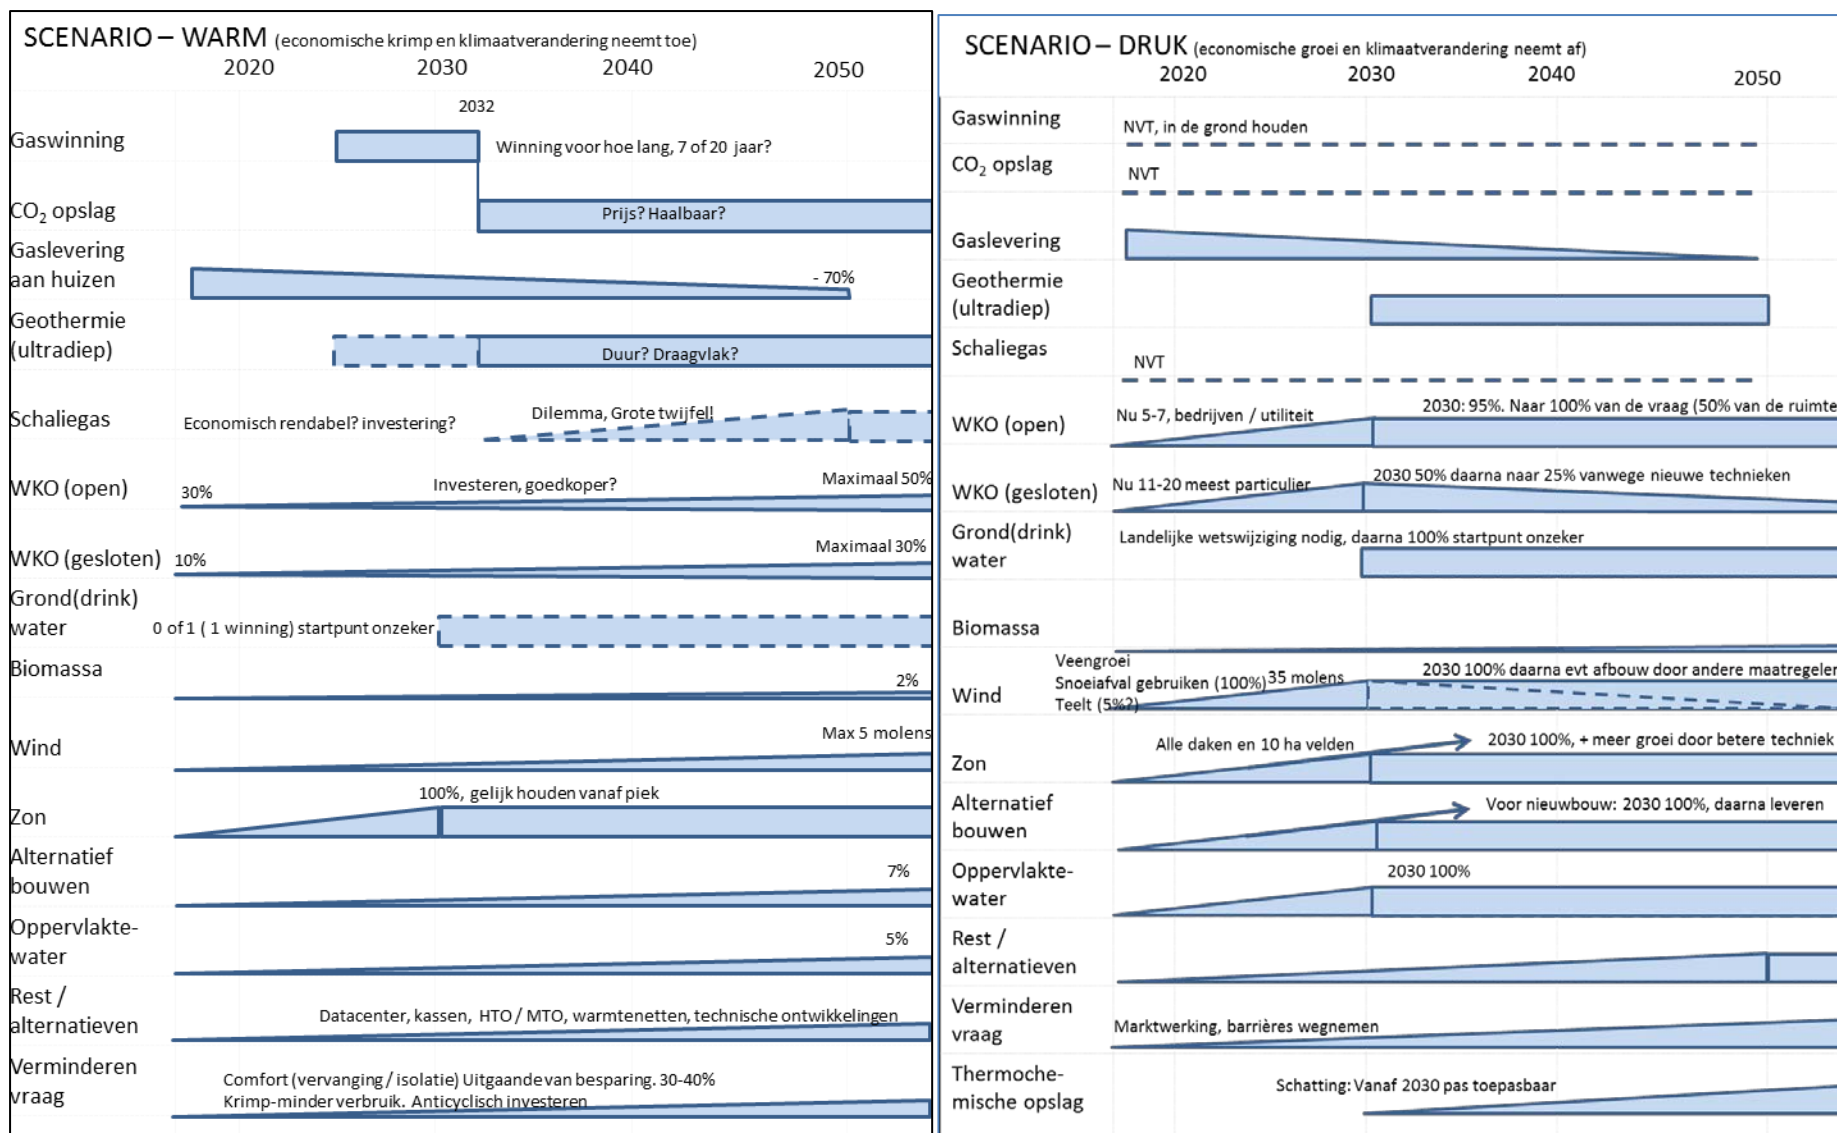 SCENARIO – WARM (economische krimp en klimaatverandering neemt toe)
2020 2030 2040 2050
2032
Gaswinning
Winning voor hoe lang, 7 of 20 jaar?
CO₂ opslag
Prijs? Haalbaar?
Gaslevering
aan huizen
- 70%
Geothermie
(ultradiep)
Duur? Draagvlak?
Schaliegas
Economisch rendabel? investering?
Dilemma, Grote twijfel!
WKO (open)
30%
Investeren, goedkoper?
Maximaal 50%
WKO (gesloten)
10%
Maximaal 30%
Grond(drink)
water
0 of 1 ( 1 winning) startpunt onzeker
Biomassa
2%
Wind
Max 5 molens
Zon
100%, gelijk houden vanaf piek
Alternatief
bouwen
7%
Oppervlakte-
water
5%
Rest /
alternatieven
Datacenter, kassen, HTO / MTO, warmtenetten, technische ontwikkelingen
Verminderen
vraag
Comfort (vervanging / isolatie) Uitgaande van besparing. 30-40%
Krimp-minder verbruik. Anticyclisch investeren
SCENARIO – DRUK (economische groei en klimaatverandering neemt af)
2020 2030 2040 2050
Gaswinning
NVT, in de grond houden
CO₂ opslag
NVT
Gaslevering
Geothermie
(ultradiep)
Schaliegas
NVT
WKO (open)
Nu 5-7, bedrijven / utiliteit
2030: 95%. Naar 100% van de vraag (50% van de ruimte
WKO (gesloten)
Nu 11-20 meest particulier
2030 50% daarna naar 25% vanwege nieuwe technieken
Grond(drink)
water
Landelijke wetswijziging nodig, daarna 100% startpunt onzeker
Biomassa
Veengroei
Snoeiafval gebruiken (100%)
Teelt (5%?)
Wind
35 molens
2030 100% daarna evt afbouw door andere maatregelen
Zon
Alle daken en 10 ha velden
2030 100%, + meer groei door betere techniek
Alternatief
bouwen
Voor nieuwbouw: 2030 100%, daarna leveren
Oppervlakte-
water
2030 100%
Rest /
alternatieven
Verminderen
vraag
Marktwerking, barrières wegnemen
Thermoche-
mische opslag
Schatting: Vanaf 2030 pas toepasbaar